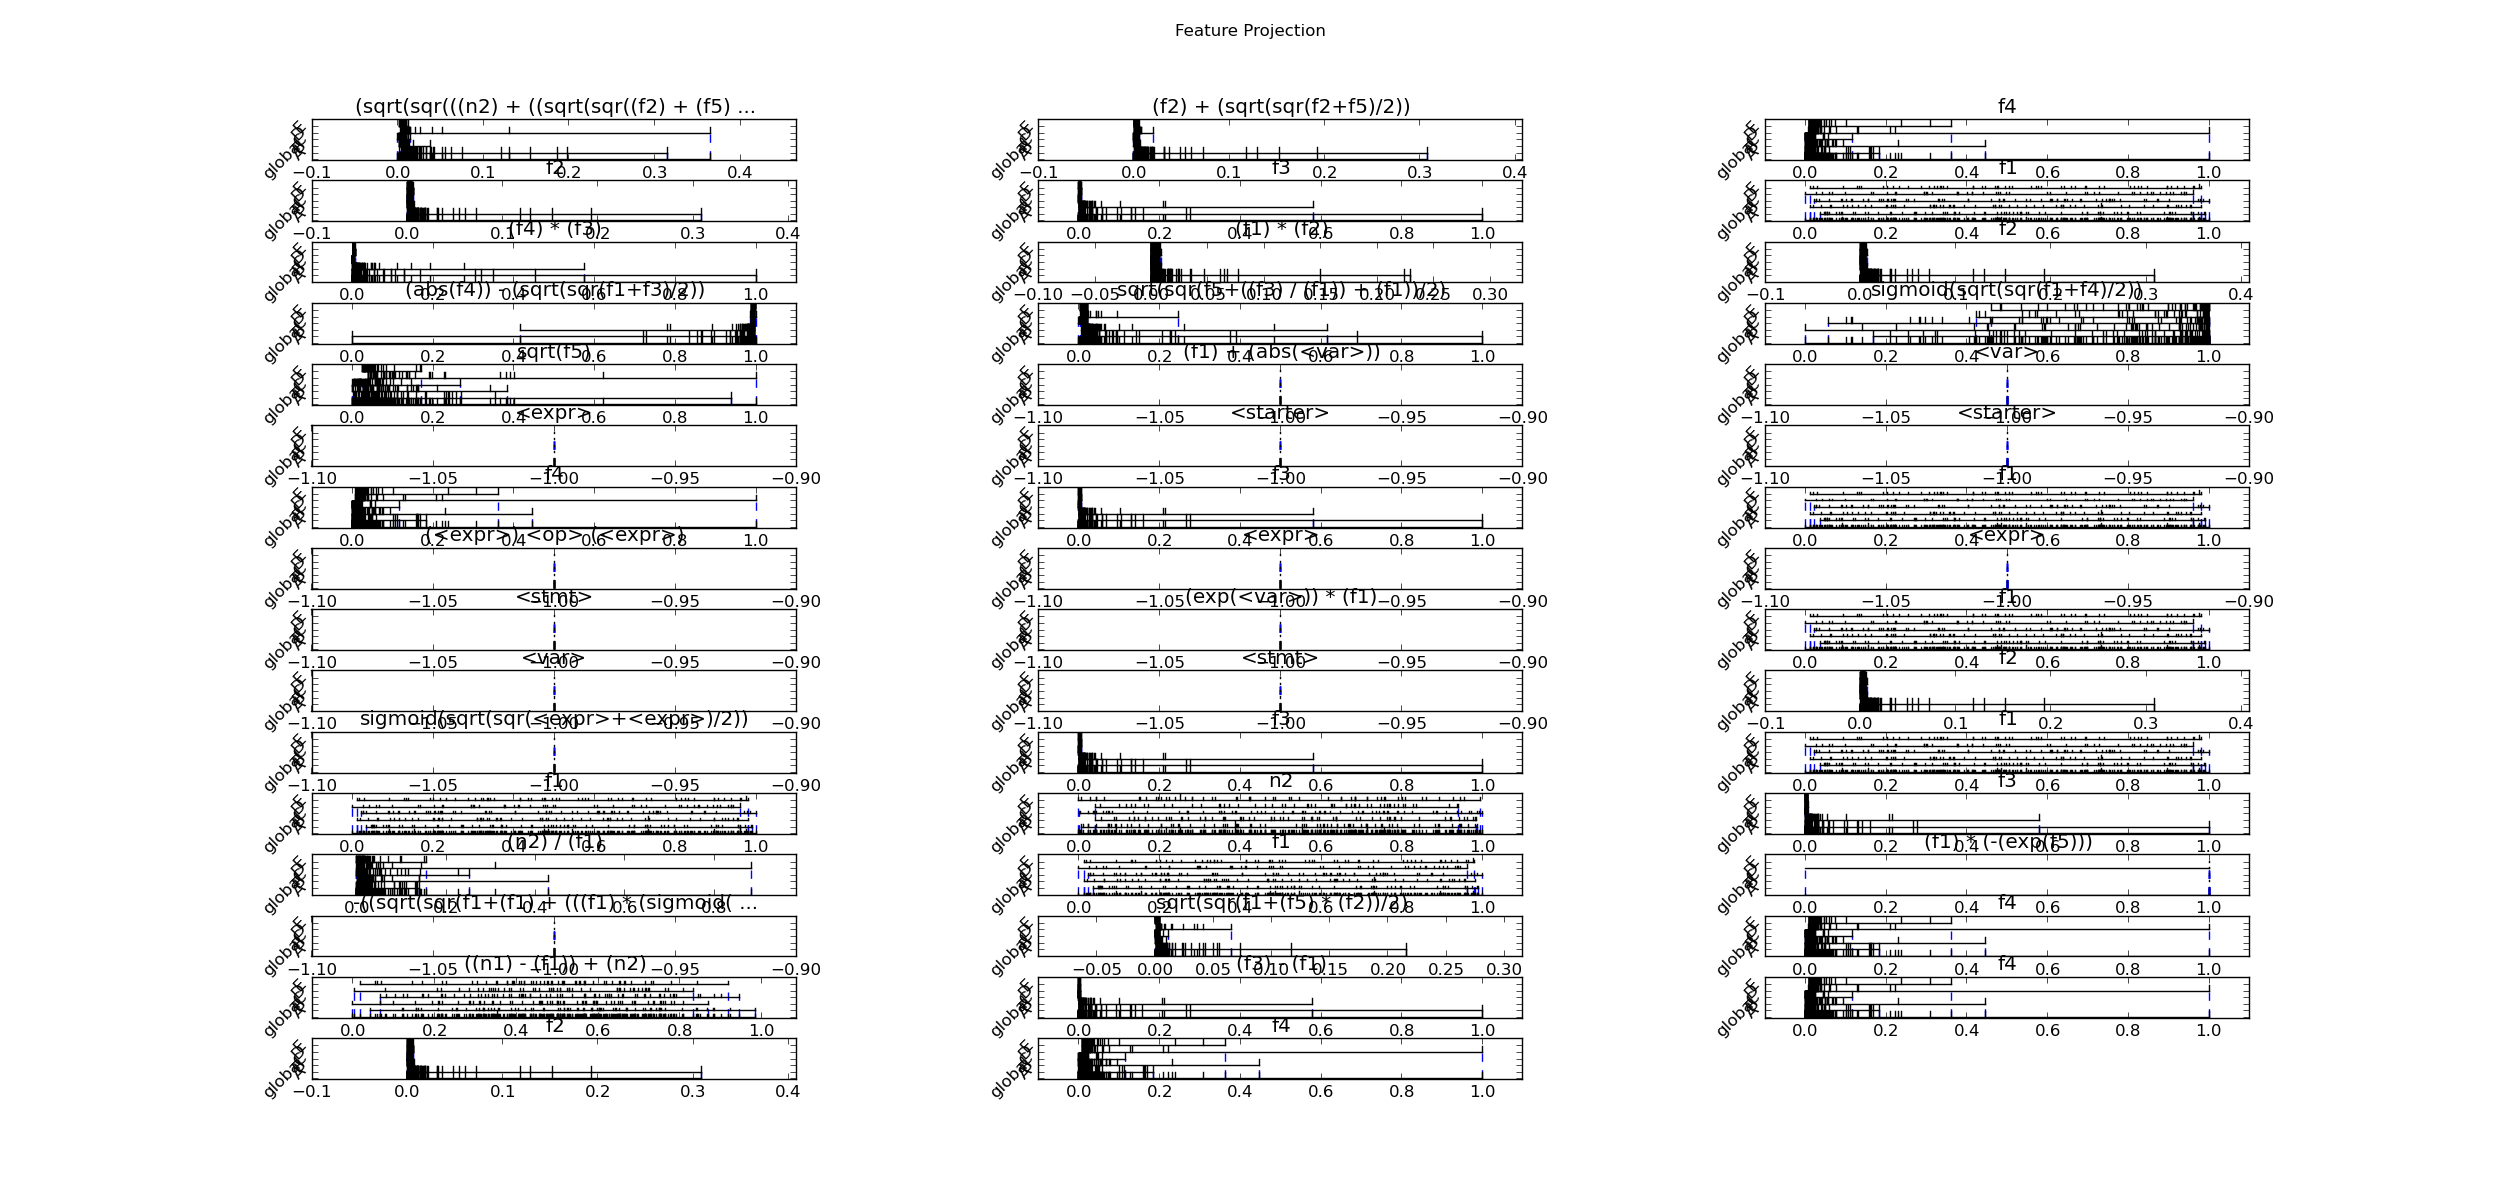 Feature Projection
(sqrt(sqr(((n2) + ((sqrt(sqr((f2) + (f5) ... (f2) + (sqrt(sqr(f2+f5)/2)) f4
global global global
−0.1 0.0 0.1 0.2 0.3 0.4 −0.1 0.0 0.1 0.2 0.3 0.4 0.0 0.2 0.4 0.6 0.8 1.0
f2 f3 f1
global global global
−0.1 0.0 0.1 0.2 0.3 0.4 0.0 0.2 0.4 0.6 0.8 1.0 0.0 0.2 0.4 0.6 0.8 1.0
(f4) * (f3) (f1) * (f2) f2
global global global
0.0 0.2 0.4 0.6 0.8 1.0 −0.10 −0.05 0.00 0.05 0.10 0.15 0.20 0.25 0.30 −0.1 0.0 0.1 0.2 0.3 0.4
(abs(f4)) - (sqrt(sqr(f1+f3)/2)) sqrt(sqr(f5+((f3) / (f1)) + (f1))/2) sigmoid(sqrt(sqr(f1+f4)/2))
global global global
0.0 0.2 0.4 0.6 0.8 1.0 0.0 0.2 0.4 0.6 0.8 1.0 0.0 0.2 0.4 0.6 0.8 1.0
sqrt(f5) (f1) + (abs(<var>)) <var>
global global global
0.0 0.2 0.4 0.6 0.8 1.0 −1.10 −1.05 −1.00 −0.95 −0.90 −1.10 −1.05 −1.00 −0.95 −0.90
<expr> <starter> <starter>
global global global
−1.10 −1.05 −1.00 −0.95 −0.90 −1.10 −1.05 −1.00 −0.95 −0.90 −1.10 −1.05 −1.00 −0.95 −0.90
f4 f3 f1
global global global
0.0 0.2 0.4 0.6 0.8 1.0 0.0 0.2 0.4 0.6 0.8 1.0 0.0 0.2 0.4 0.6 0.8 1.0
(<expr>) <op> (<expr>) <expr> <expr>
global global global
−1.10 −1.05 −1.00 −0.95 −0.90 −1.10 −1.05 −1.00 −0.95 −0.90 −1.10 −1.05 −1.00 −0.95 −0.90
<stmt> (exp(<var>)) * (f1) f1
global global global
−1.10 −1.05 −1.00 −0.95 −0.90 −1.10 −1.05 −1.00 −0.95 −0.90 0.0 0.2 0.4 0.6 0.8 1.0
<var> <stmt> f2
global global global
−1.10 −1.05 −1.00 −0.95 −0.90 −1.10 −1.05 −1.00 −0.95 −0.90 −0.1 0.0 0.1 0.2 0.3 0.4
sigmoid(sqrt(sqr(<expr>+<expr>)/2)) f3 f1
global global global
−1.10 −1.05 −1.00 −0.95 −0.90 0.0 0.2 0.4 0.6 0.8 1.0 0.0 0.2 0.4 0.6 0.8 1.0
f1 n2 f3
global global global
0.0 0.2 0.4 0.6 0.8 1.0 0.0 0.2 0.4 0.6 0.8 1.0 0.0 0.2 0.4 0.6 0.8 1.0
(n2) / (f1) f1 (f1) * (-(exp(f5)))
global global global
0.0 0.2 0.4 0.6 0.8 0.0 0.2 0.4 0.6 0.8 1.0 0.0 0.2 0.4 0.6 0.8 1.0
-((sqrt(sqr(f1+(f1) + (((f1) * (sigmoid( ... sqrt(sqr(f1+(f5) * (f2))/2) f4
global global global
−1.10 −1.05 −1.00 −0.95 −0.90 −0.05 0.00 0.05 0.10 0.15 0.20 0.25 0.30 0.0 0.2 0.4 0.6 0.8 1.0
((n1) - (f1)) + (n2) (f3) - (f1) f4
global global global
0.0 0.2 0.4 0.6 0.8 1.0 0.0 0.2 0.4 0.6 0.8 1.0 0.0 0.2 0.4 0.6 0.8 1.0
f2 f4
global global
−0.1 0.0 0.1 0.2 0.3 0.4 0.0 0.2 0.4 0.6 0.8 1.0